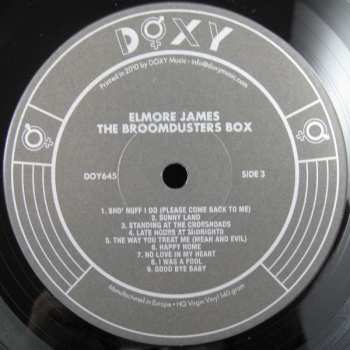 DOXY
Printed in 2010 by DOXY Music - info@doxymusic.com
ELMORE JAMES
THE BROOMDUSTERS BOX
DOY645
SIDE 3
1. SHO' NUFF I DO (PLEASE COME BACK TO ME)
2. SUNNY LAND
3. STANDING AT THE CROSSROADS
4. LATE HOURS AT MIDNIGHT
5. THE WAY YOU TREAT ME (MEAN AND EVIL)
6. HAPPY HOME
7. NO LOVE IN MY HEART
8. I WAS A FOOL
9. GOOD BYE BABY
Manufactured in Europe - HQ Virgin Vinyl 140 gram